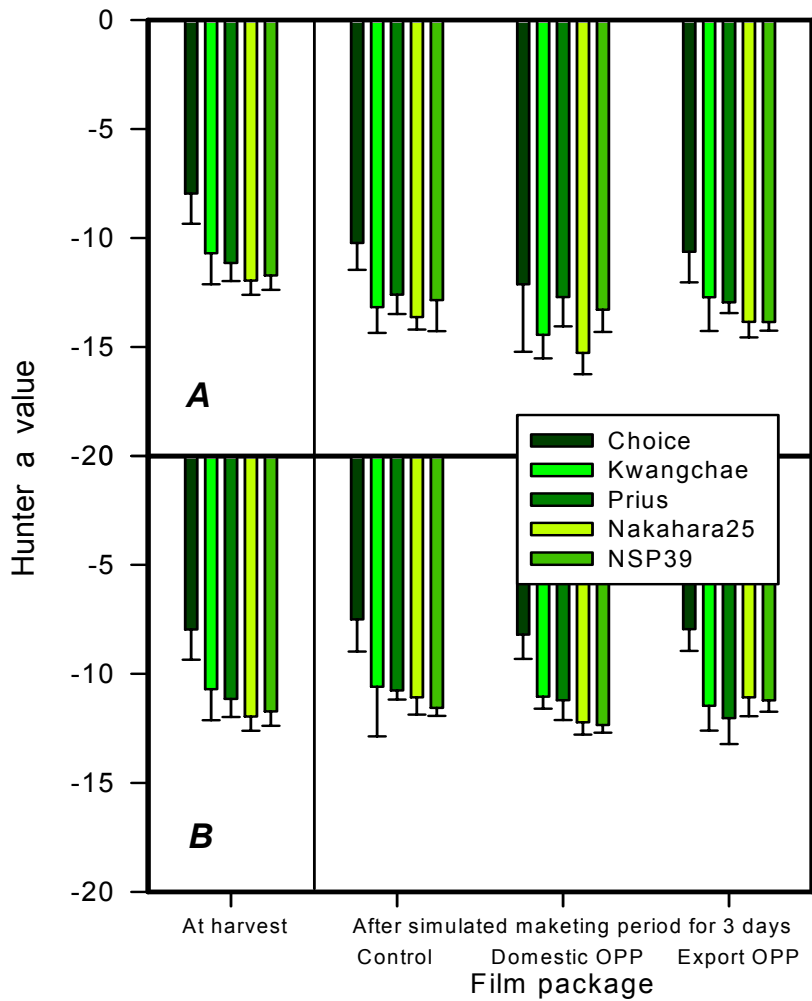 0
-5
-10
-15
-20
-5
-10
-15
-20
Hunter a value
A
B
Choice
Kwangchae
Prius
Nakahara25
NSP39
At harvest
After simulated maketing period for 3 days
Control
Domestic OPP
Export OPP
Film package